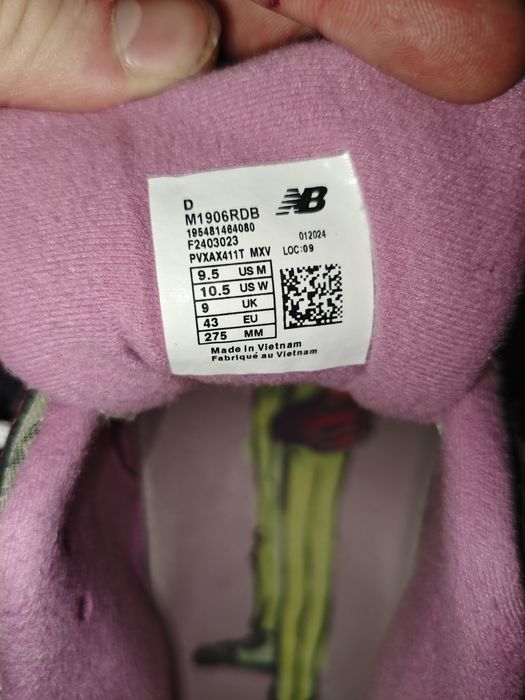 D
M1906RDB NB
195481464080
F2403023 012024
PVXAX411T MXV LOC:09
9.5 US M
10.5 US W
9 UK
43 EU
275 MM
Made in Vietnam
Fabriqué au Vietnam